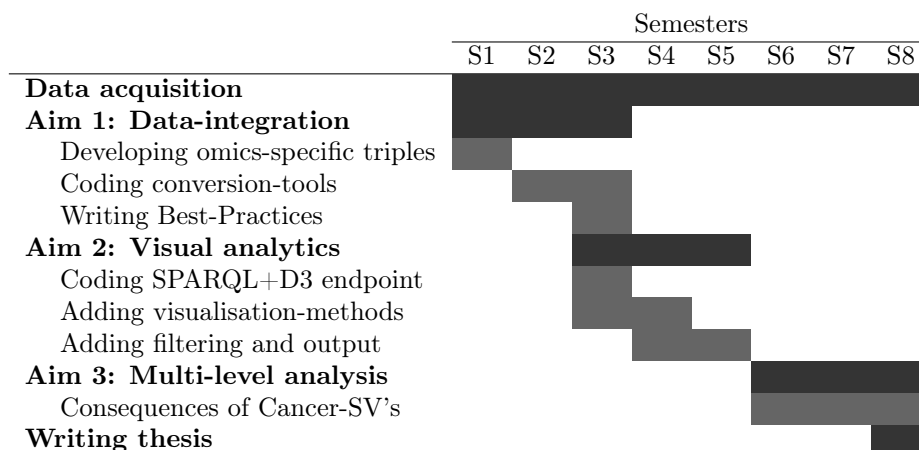 Semesters
S1 S2 S3 S4 S5 S6 S7 S8
Data acquisition
Aim 1: Data-integration
Developing omics-specific triples
Coding conversion-tools
Writing Best-Practices
Aim 2: Visual analytics
Coding SPARQL+D3 endpoint
Adding visualisation-methods
Adding filtering and output
Aim 3: Multi-level analysis
Consequences of Cancer-SV's
Writing thesis